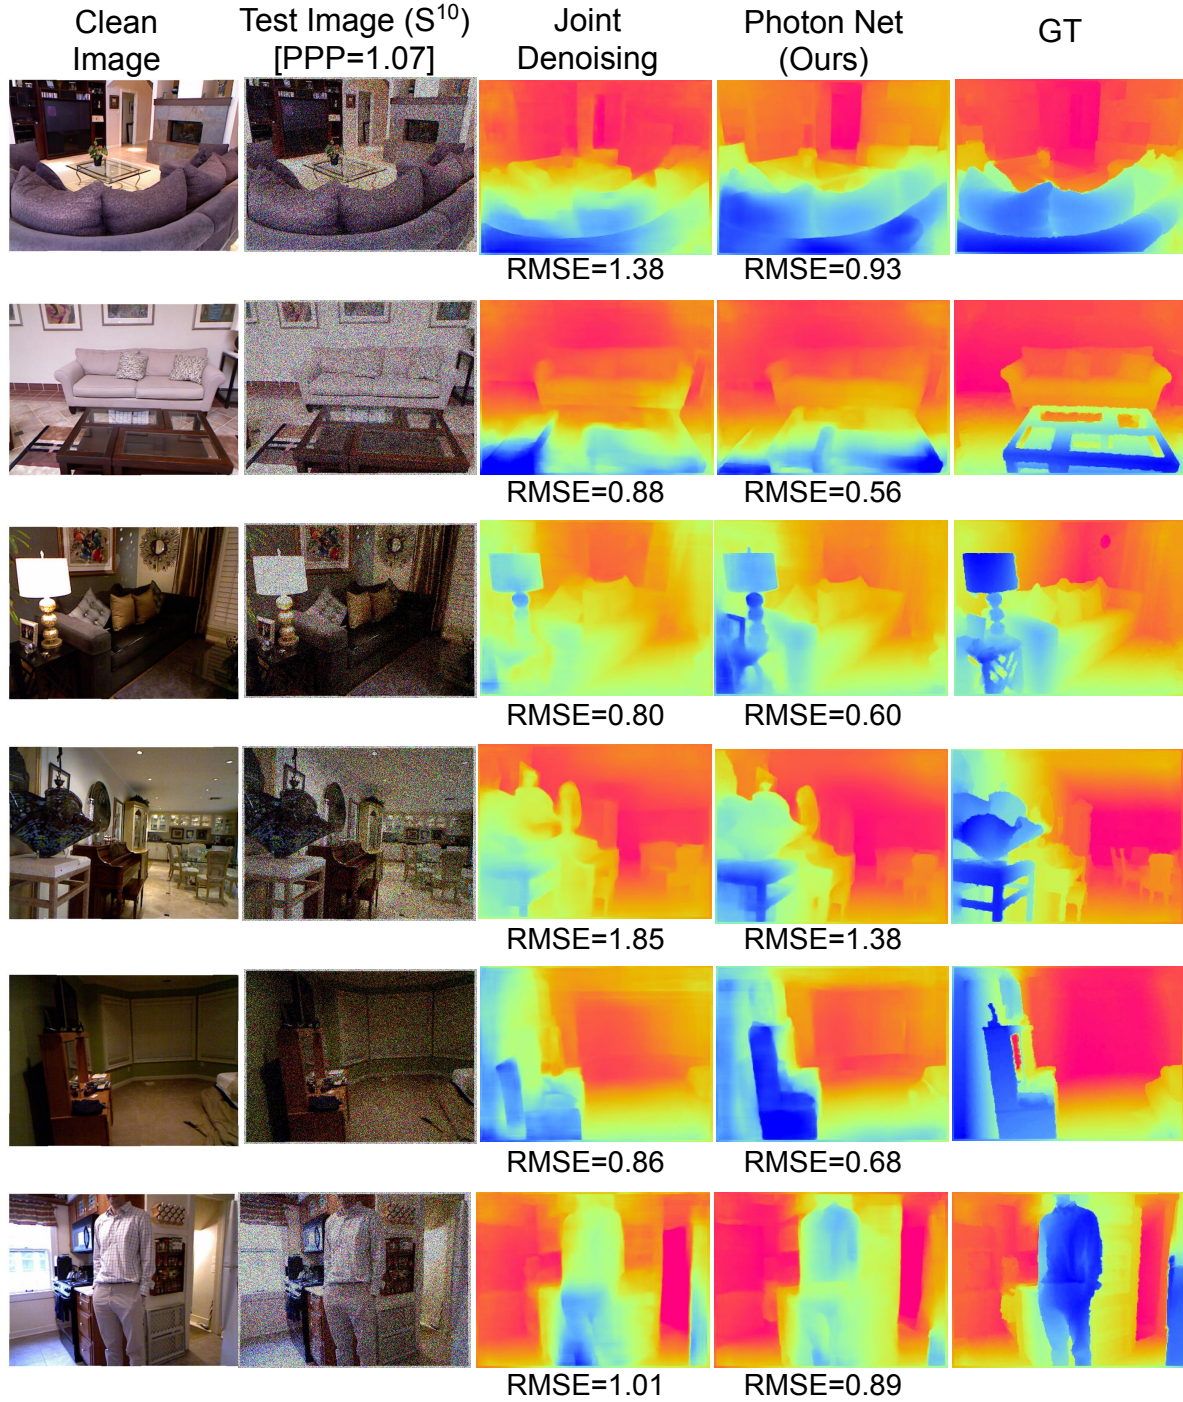 Clean
Image
Test Image (S¹⁰)
[PPP=1.07]
Joint
Denoising
Photon Net
(Ours)
GT
RMSE=1.38
RMSE=0.93
RMSE=0.88
RMSE=0.56
RMSE=0.80
RMSE=0.60
RMSE=1.85
RMSE=1.38
RMSE=0.86
RMSE=0.68
RMSE=1.01
RMSE=0.89